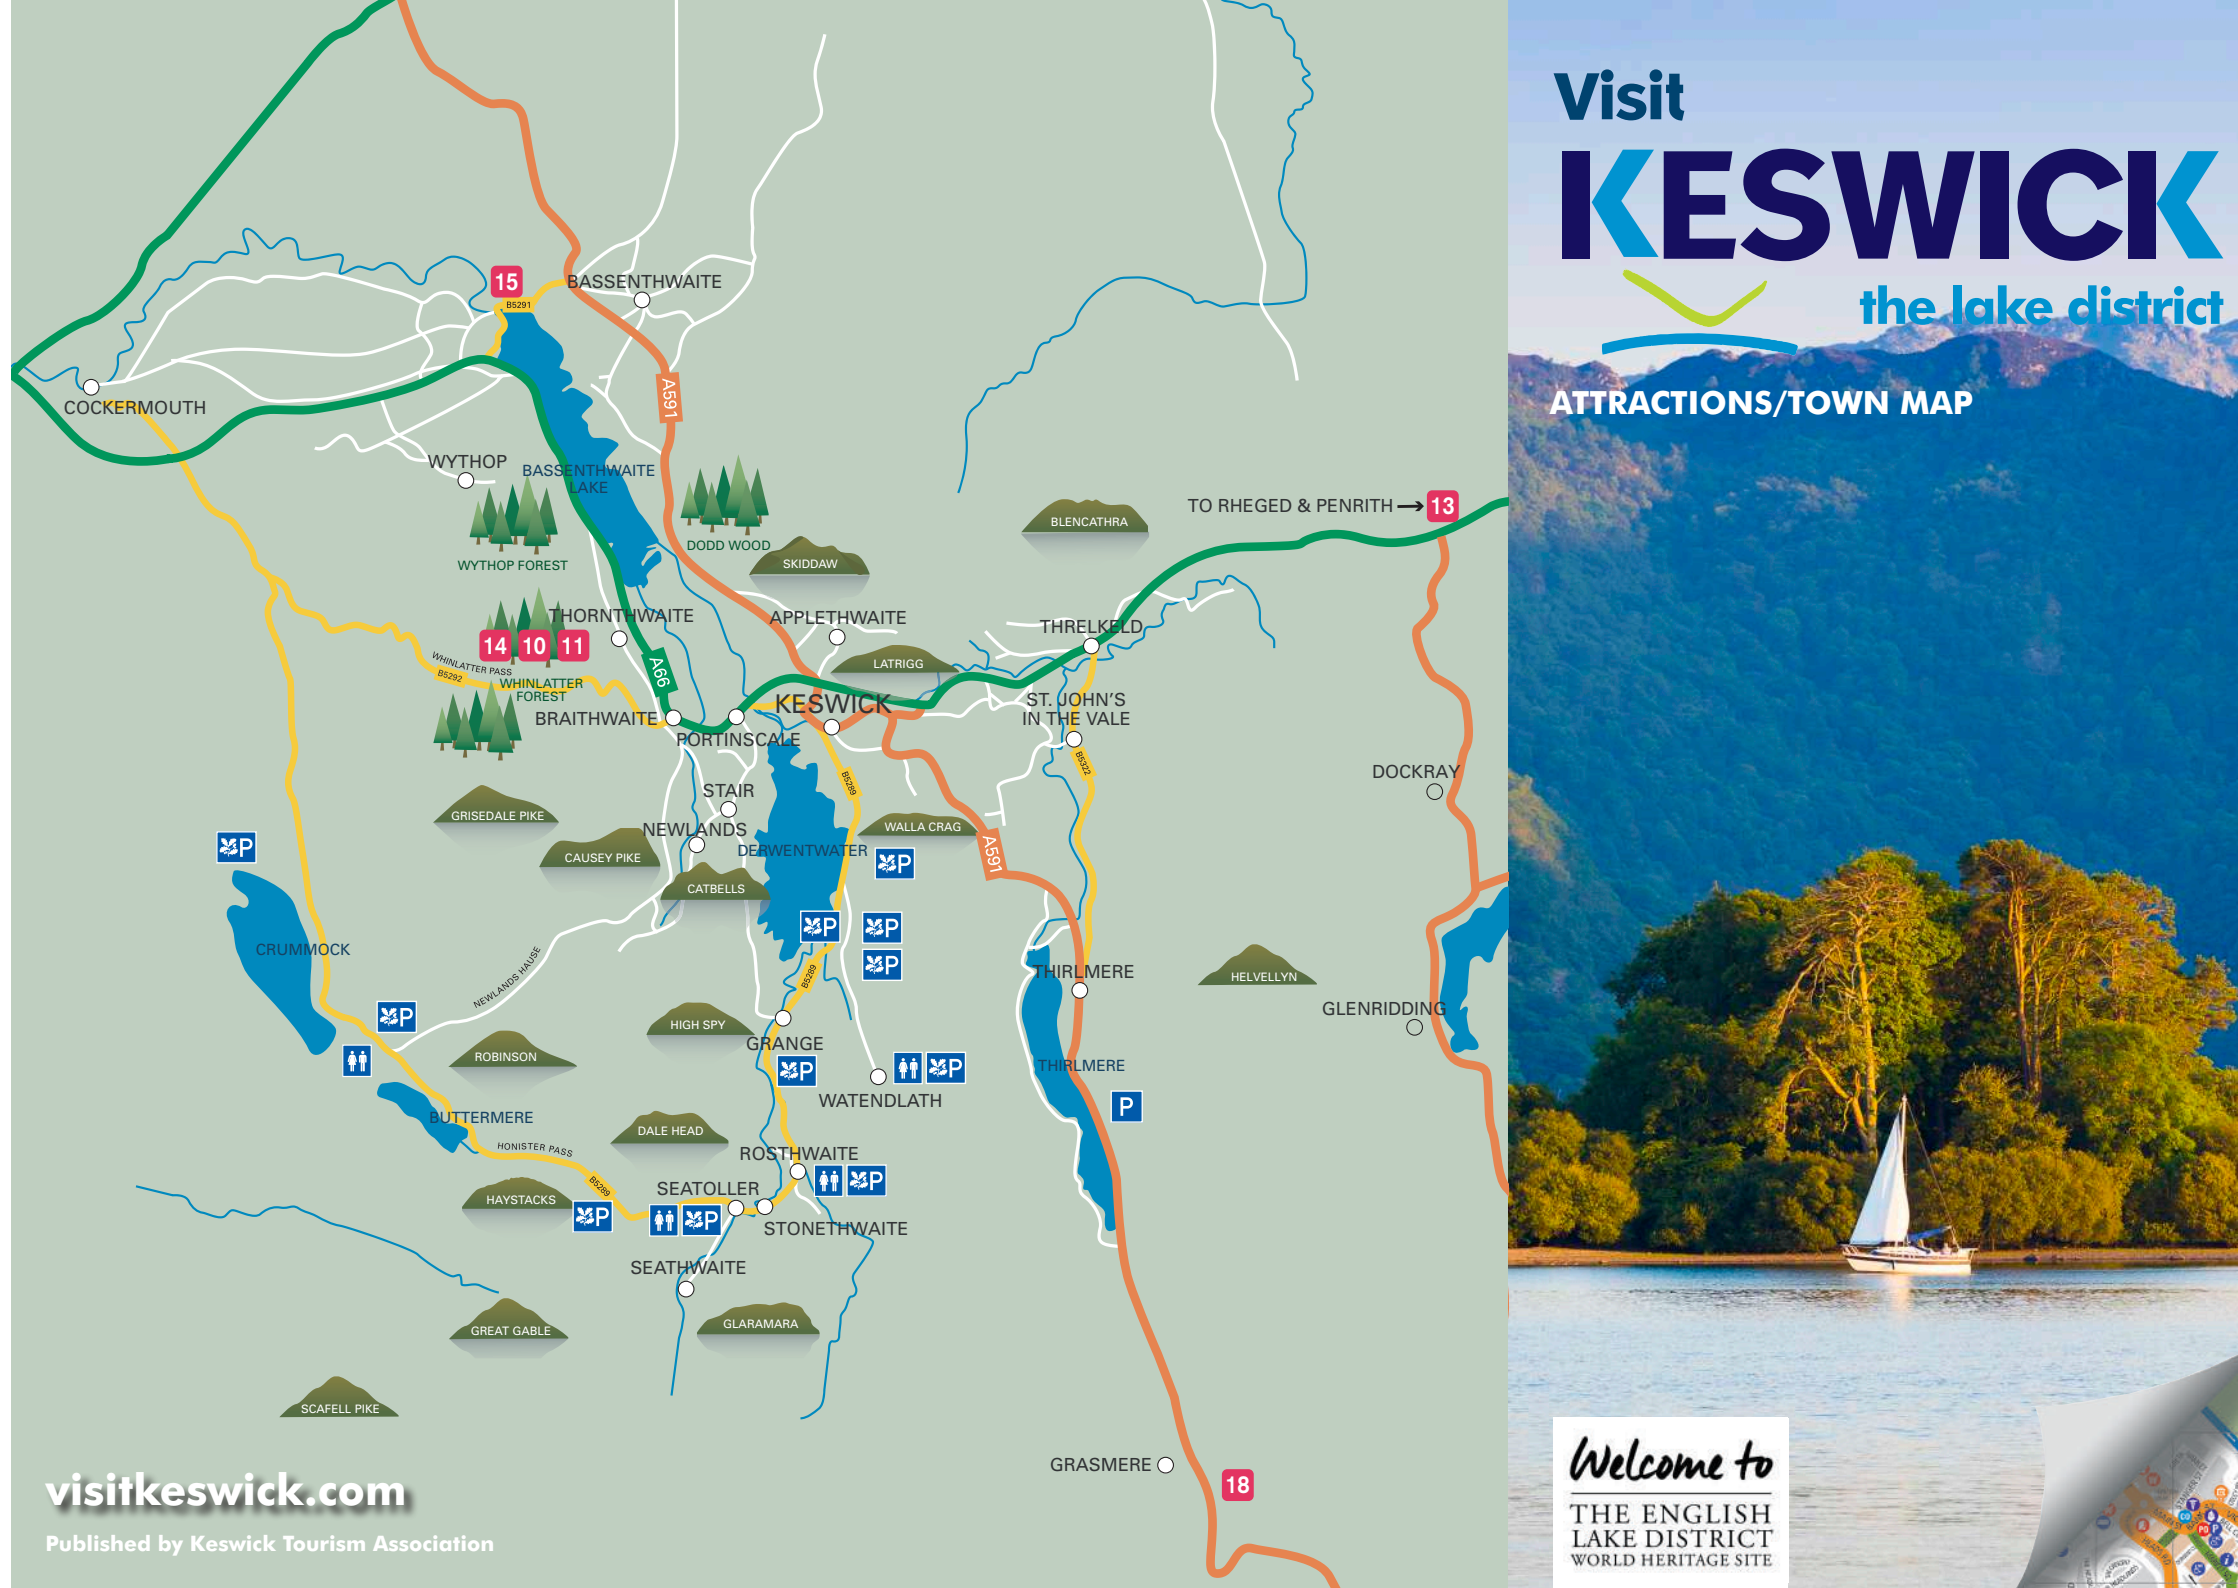 15
B5291
BASSENTHWAITE
A591
COCKERMOUTH
WYTHOP
BASSENTHWAITE
LAKE
WYTHOP FOREST
DODD WOOD
SKIDDAW
BLENCATHRA
TO RHEGED & PENRITH
13
THORNTHWAITE
14 10 11
APPLETHWAITE
THRELKELD
WHINLATTER PASS
B5292
WHINLATTER
FOREST
A66
LATRIGG
BRAITHWAITE
PORTINSCALE
KESWICK
ST. JOHN'S
IN THE VALE
B5322
DOCKRAY
GRISEDALE PIKE
STAIR
B5289
CAUSEY PIKE
NEWLANDS
DERWENTWATER
WALLA CRAG
A591
P
P
CATBELLS
P
P
P
CRUMMOCK
NEWLANDS HAUSE
B5289
THIRLMERE
HELVELLYN
GLENRIDDING
P
HIGH SPY
GRANGE
ROBINSON
P
P
WATENDLATH
THIRLMERE
P
BUTTERMERE
HONISTER PASS
DALE HEAD
ROSTHWAITE
P
B5289
HAYSTACKS
P
SEATOLLER
P
STONETHWAITE
SEATHWAITE
GREAT GABLE
GLARAMARA
SCAFELL PIKE
GRASMERE
18
visitkeswick.com
Published by Keswick Tourism Association
Visit
KESWICK
the lake district
ATTRACTIONS/TOWN MAP
Welcome to
THE ENGLISH
LAKE DISTRICT
WORLD HERITAGE SITE